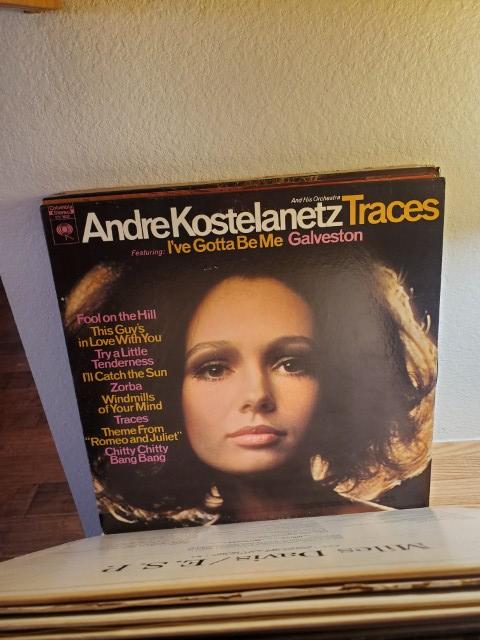 Columbia
Stereo
And His Orchestra
Andre Kostelanetz Traces
Featuring: I've Gotta Be Me Galveston
Fool on the Hill
This Guy's
in Love With You
Try a Little
Tenderness
I'll Catch the Sun
Zorba
Windmills
of Your Mind
Traces
Theme From
"Romeo and Juliet"
Chitty Chitty
Bang Bang
Miles Davis/E.S.P.